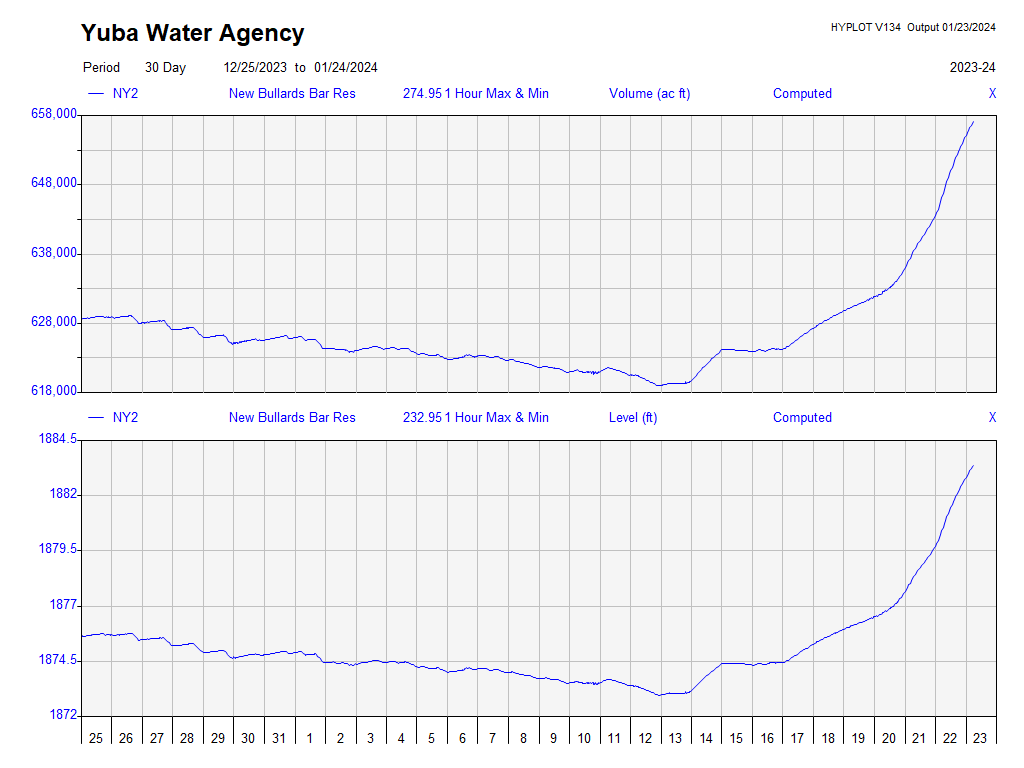 Yuba Water Agency
HYPLOT V134 Output 01/23/2024
Period 30 Day 12/25/2023 to 01/24/2024 2023-24
NY2 New Bullards Bar Res 274.95 1 Hour Max & Min Volume (ac ft) Computed X
658,000
648,000
638,000
628,000
618,000
NY2 New Bullards Bar Res 232.95 1 Hour Max & Min Level (ft) Computed X
1884.5
1882
1879.5
1877
1874.5
1872
25 26 27 28 29 30 31 1 2 3 4 5 6 7 8 9 10 11 12 13 14 15 16 17 18 19 20 21 22 23